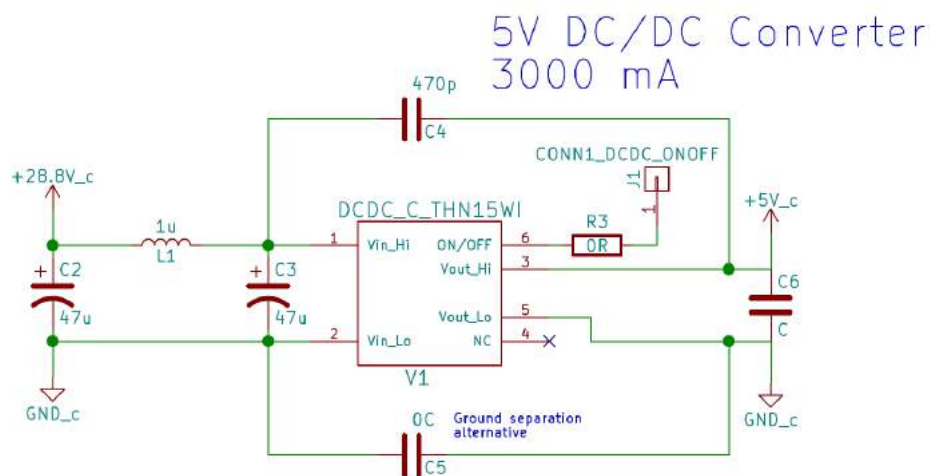 5V DC/DC Converter
3000 mA
470p
C4
CONN1_DCDC_ONOFF
J1
1
+28.8V_c
DCDC_C_THN15WI
+5V_c
1u
L1
R3
0R
1 Vin_Hi ON/OFF 6
Vout_Hi 3
+ C2
47u
+ C3
47u
C6
C
Vout_Lo 5
2 Vin_Lo NC 4
V1
GND_c
GND_c
0C
Ground separation
alternative
C5